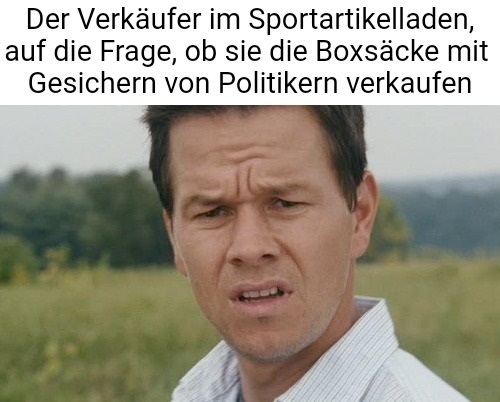 Der Verkäufer im Sportartikelladen,
auf die Frage, ob sie die Boxsäcke mit
Gesichern von Politikern verkaufen